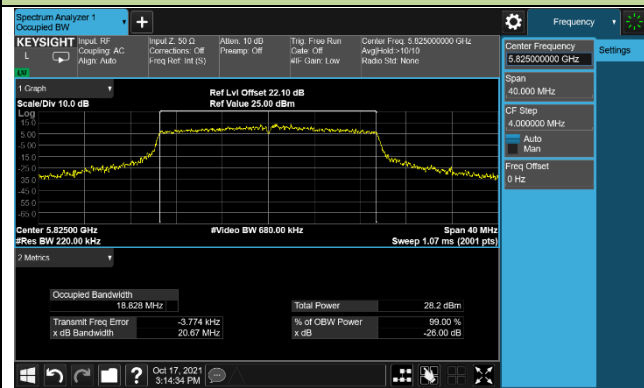 Spectrum Analyzer 1
Occupied BW
Frequency
KEYSIGHT
L
LXI
Input: RF
Coupling: AC
Align: Auto
Input Z: 50 Ω
Corrections: Off
Freq Ref: Int (S)
Atten: 10 dB
Preamp: Off
Trig: Free Run
Gate: Off
#IF Gain: Low
Center Freq: 5.825000000 GHz
Avg|Hold:>10/10
Radio Std: None
Center Frequency
5.825000000 GHz
Settings
Span
40.000 MHz
CF Step
4.000000 MHz
Auto
Man
Freq Offset
0 Hz
1 Graph
Scale/Div 10.0 dB
Ref Lvl Offset 22.10 dB
Ref Value 25.00 dBm
Log
15.0
5.00
-5.00
-15.0
-25.0
-35.0
-45.0
-55.0
-65.0
Center 5.82500 GHz
#Res BW 220.00 kHz
#Video BW 680.00 kHz
Span 40 MHz
Sweep 1.07 ms (2001 pts)
2 Metrics
Occupied Bandwidth
18.828 MHz
Total Power 28.2 dBm
Transmit Freq Error -3.774 kHz
% of OBW Power 99.00 %
x dB Bandwidth 20.67 MHz
x dB -26.00 dB
?
Oct 17, 2021
3:14:34 PM